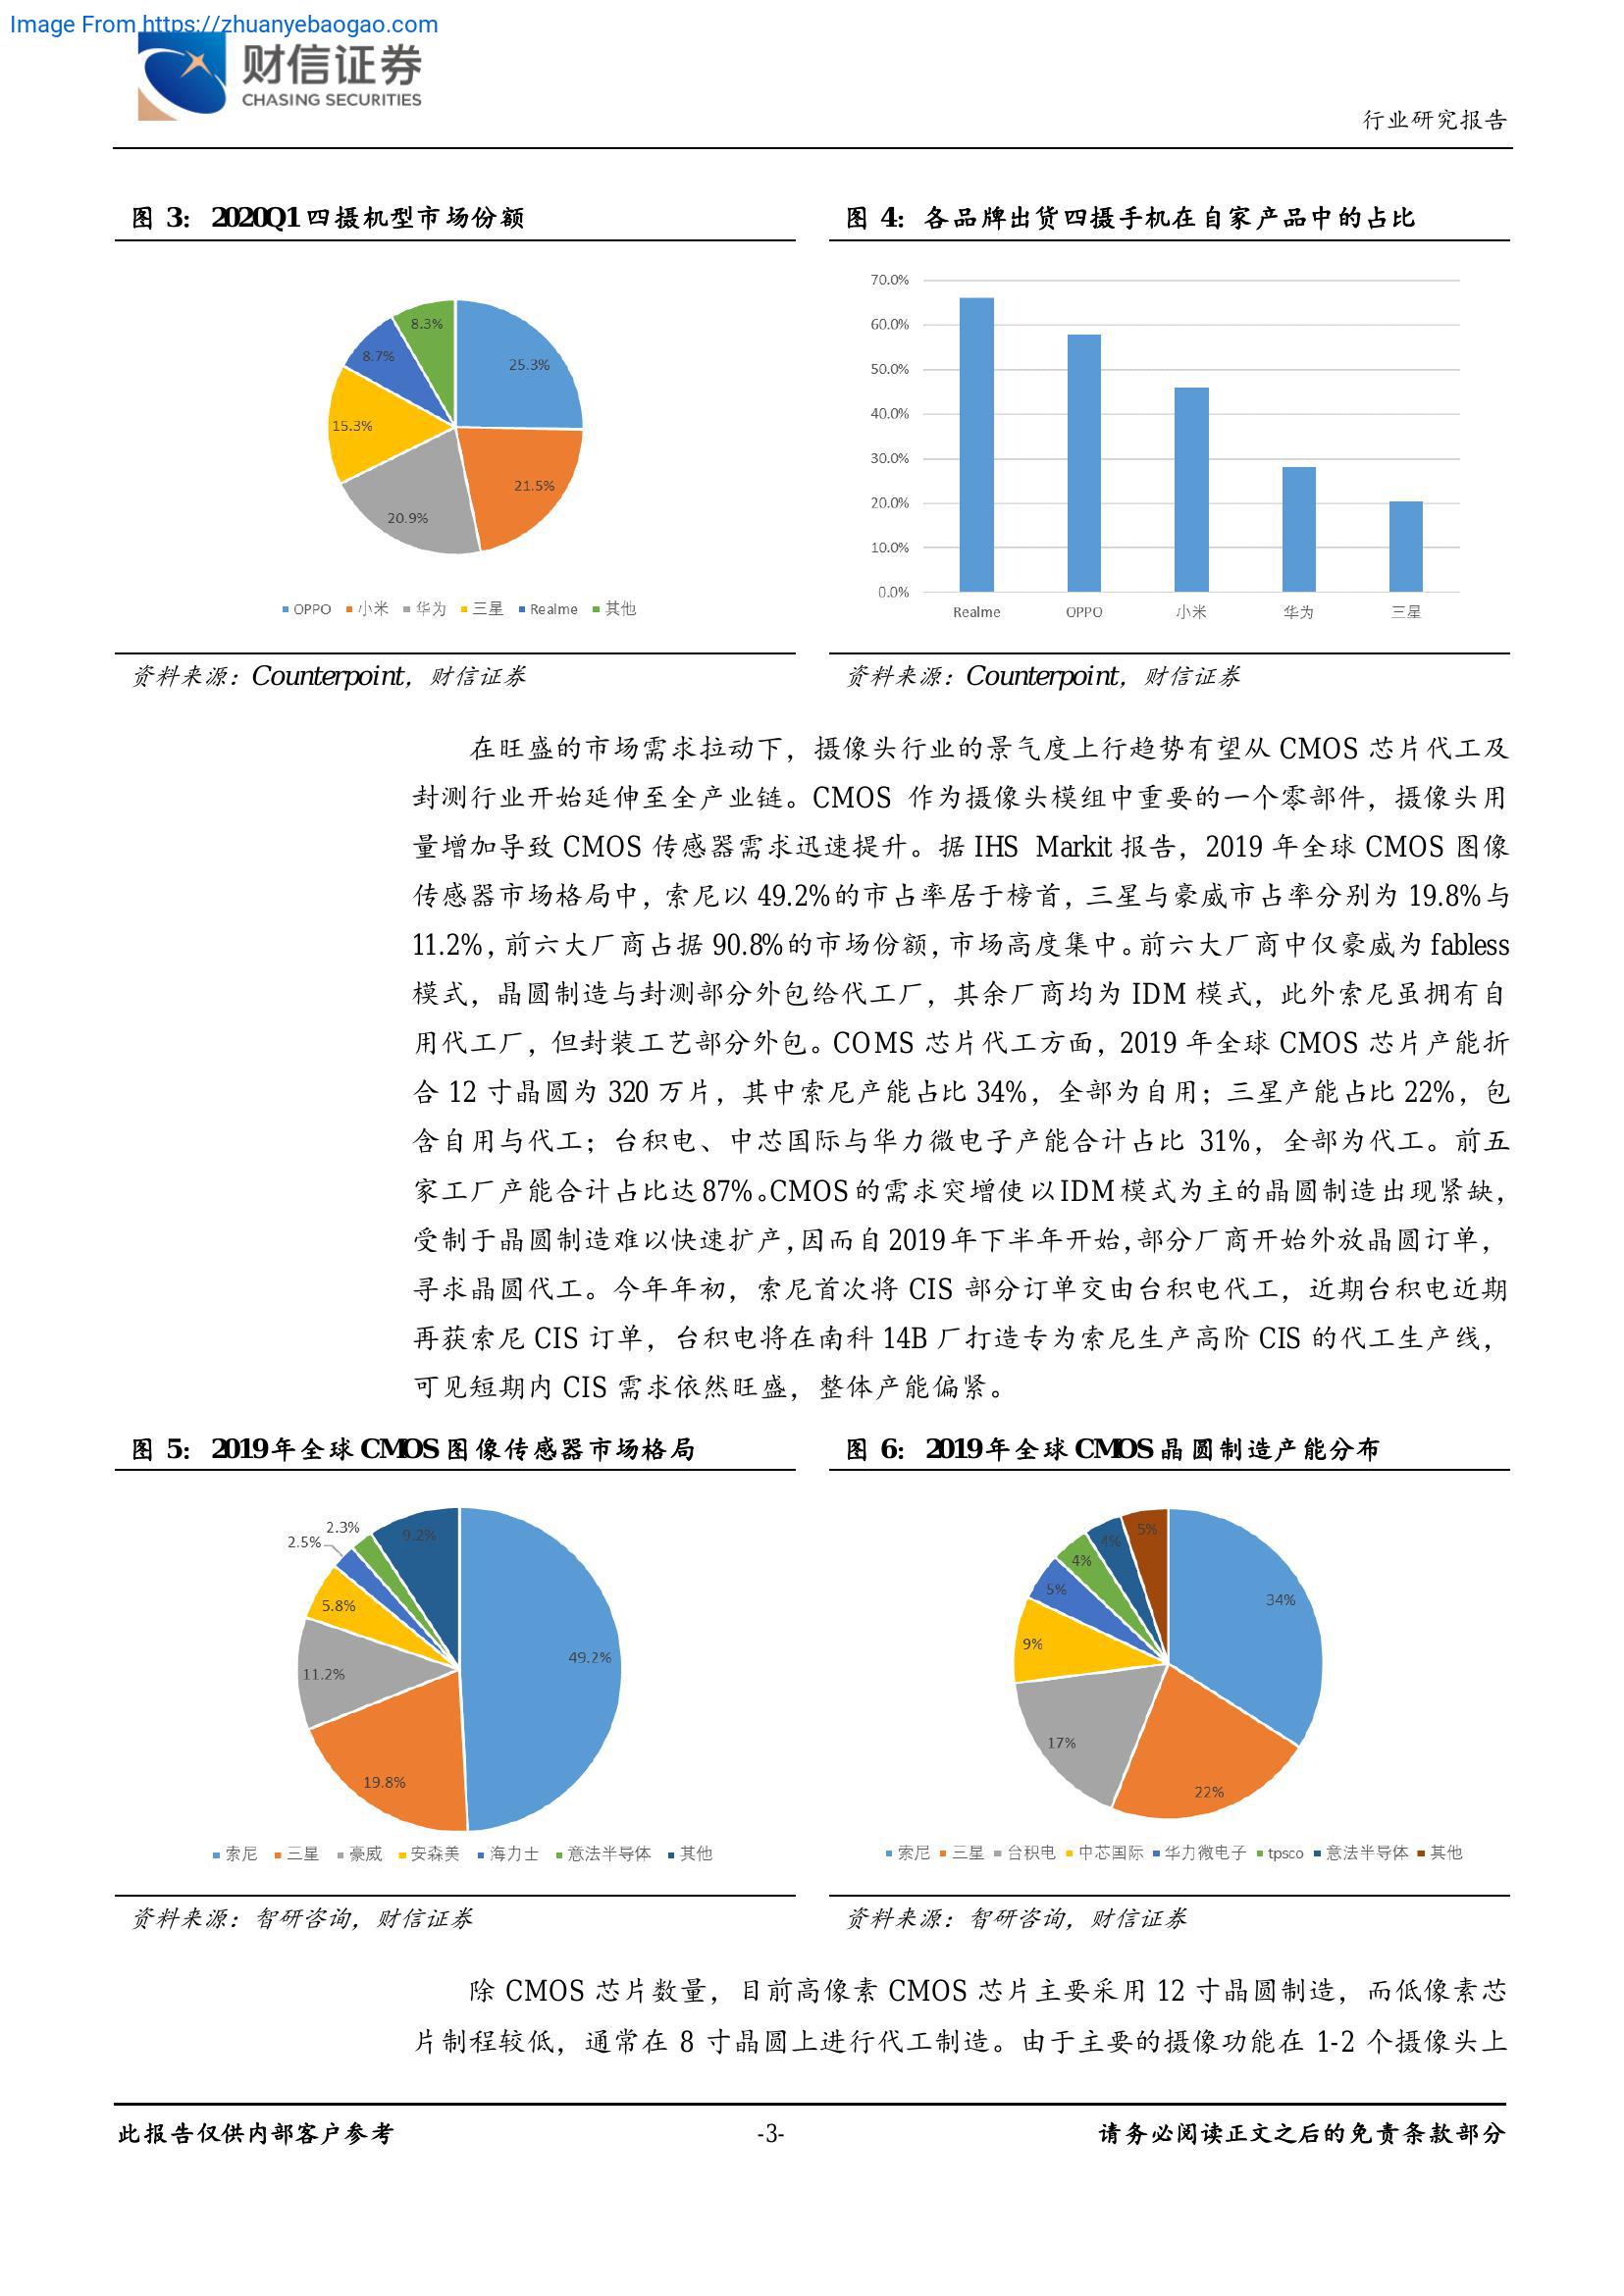 Image From https://zhuanyebaogao.com
财信证券
CHASING SECURITIES
行业研究报告
图 3: 2020Q1 四摄机型市场份额
8.3%
8.7%
25.3%
15.3%
21.5%
20.9%
OPPO 小米 华为 三星 Realme 其他
资料来源：Counterpoint，财信证券
图 4: 各品牌出货四摄手机在自家产品中的占比
70.0%
60.0%
50.0%
40.0%
30.0%
20.0%
10.0%
0.0%
Realme OPPO 小米 华为 三星
资料来源：Counterpoint，财信证券
在旺盛的市场需求拉动下，摄像头行业的景气度上行趋势有望从 CMOS 芯片代工及
封测行业开始延伸至全产业链。CMOS 作为摄像头模组中重要的一个零部件，摄像头用
量增加导致 CMOS 传感器需求迅速提升。据 IHS Markit 报告，2019 年全球 CMOS 图像
传感器市场格局中，索尼以 49.2%的市占率居于榜首，三星与豪威市占率分别为 19.8%与
11.2%，前六大厂商占据 90.8%的市场份额，市场高度集中。前六大厂商中仅豪威为 fabless
模式，晶圆制造与封测部分外包给代工厂，其余厂商均为 IDM 模式，此外索尼虽拥有自
用代工厂，但封装工艺部分外包。COMS 芯片代工方面，2019 年全球 CMOS 芯片产能折
合 12 寸晶圆为 320 万片，其中索尼产能占比 34%，全部为自用；三星产能占比 22%，包
含自用与代工；台积电、中芯国际与华力微电子产能合计占比 31%，全部为代工。前五
家工厂产能合计占比达 87%。CMOS 的需求突增使以 IDM 模式为主的晶圆制造出现紧缺，
受制于晶圆制造难以快速扩产，因而自 2019 年下半年开始，部分厂商开始外放晶圆订单，
寻求晶圆代工。今年年初，索尼首次将 CIS 部分订单交由台积电代工，近期台积电近期
再获索尼 CIS 订单，台积电将在南科 14B 厂打造专为索尼生产高阶 CIS 的代工生产线，
可见短期内 CIS 需求依然旺盛，整体产能偏紧。
图 5: 2019年全球 CMOS 图像传感器市场格局
2.3%
2.5%
9.2%
5.8%
49.2%
11.2%
19.8%
索尼 三星 豪威 安森美 海力士 意法半导体 其他
资料来源：智研咨询，财信证券
图 6: 2019年全球 CMOS 晶圆制造产能分布
5%
4%
4%
5%
34%
9%
17%
22%
索尼 三星 台积电 中芯国际 华力微电子 tpsco 意法半导体 其他
资料来源：智研咨询，财信证券
除 CMOS 芯片数量，目前高像素 CMOS 芯片主要采用 12 寸晶圆制造，而低像素芯
片制程较低，通常在 8 寸晶圆上进行代工制造。由于主要的摄像功能在 1-2 个摄像头上
此报告仅供内部客户参考
-3-
请务必阅读正文之后的免责条款部分